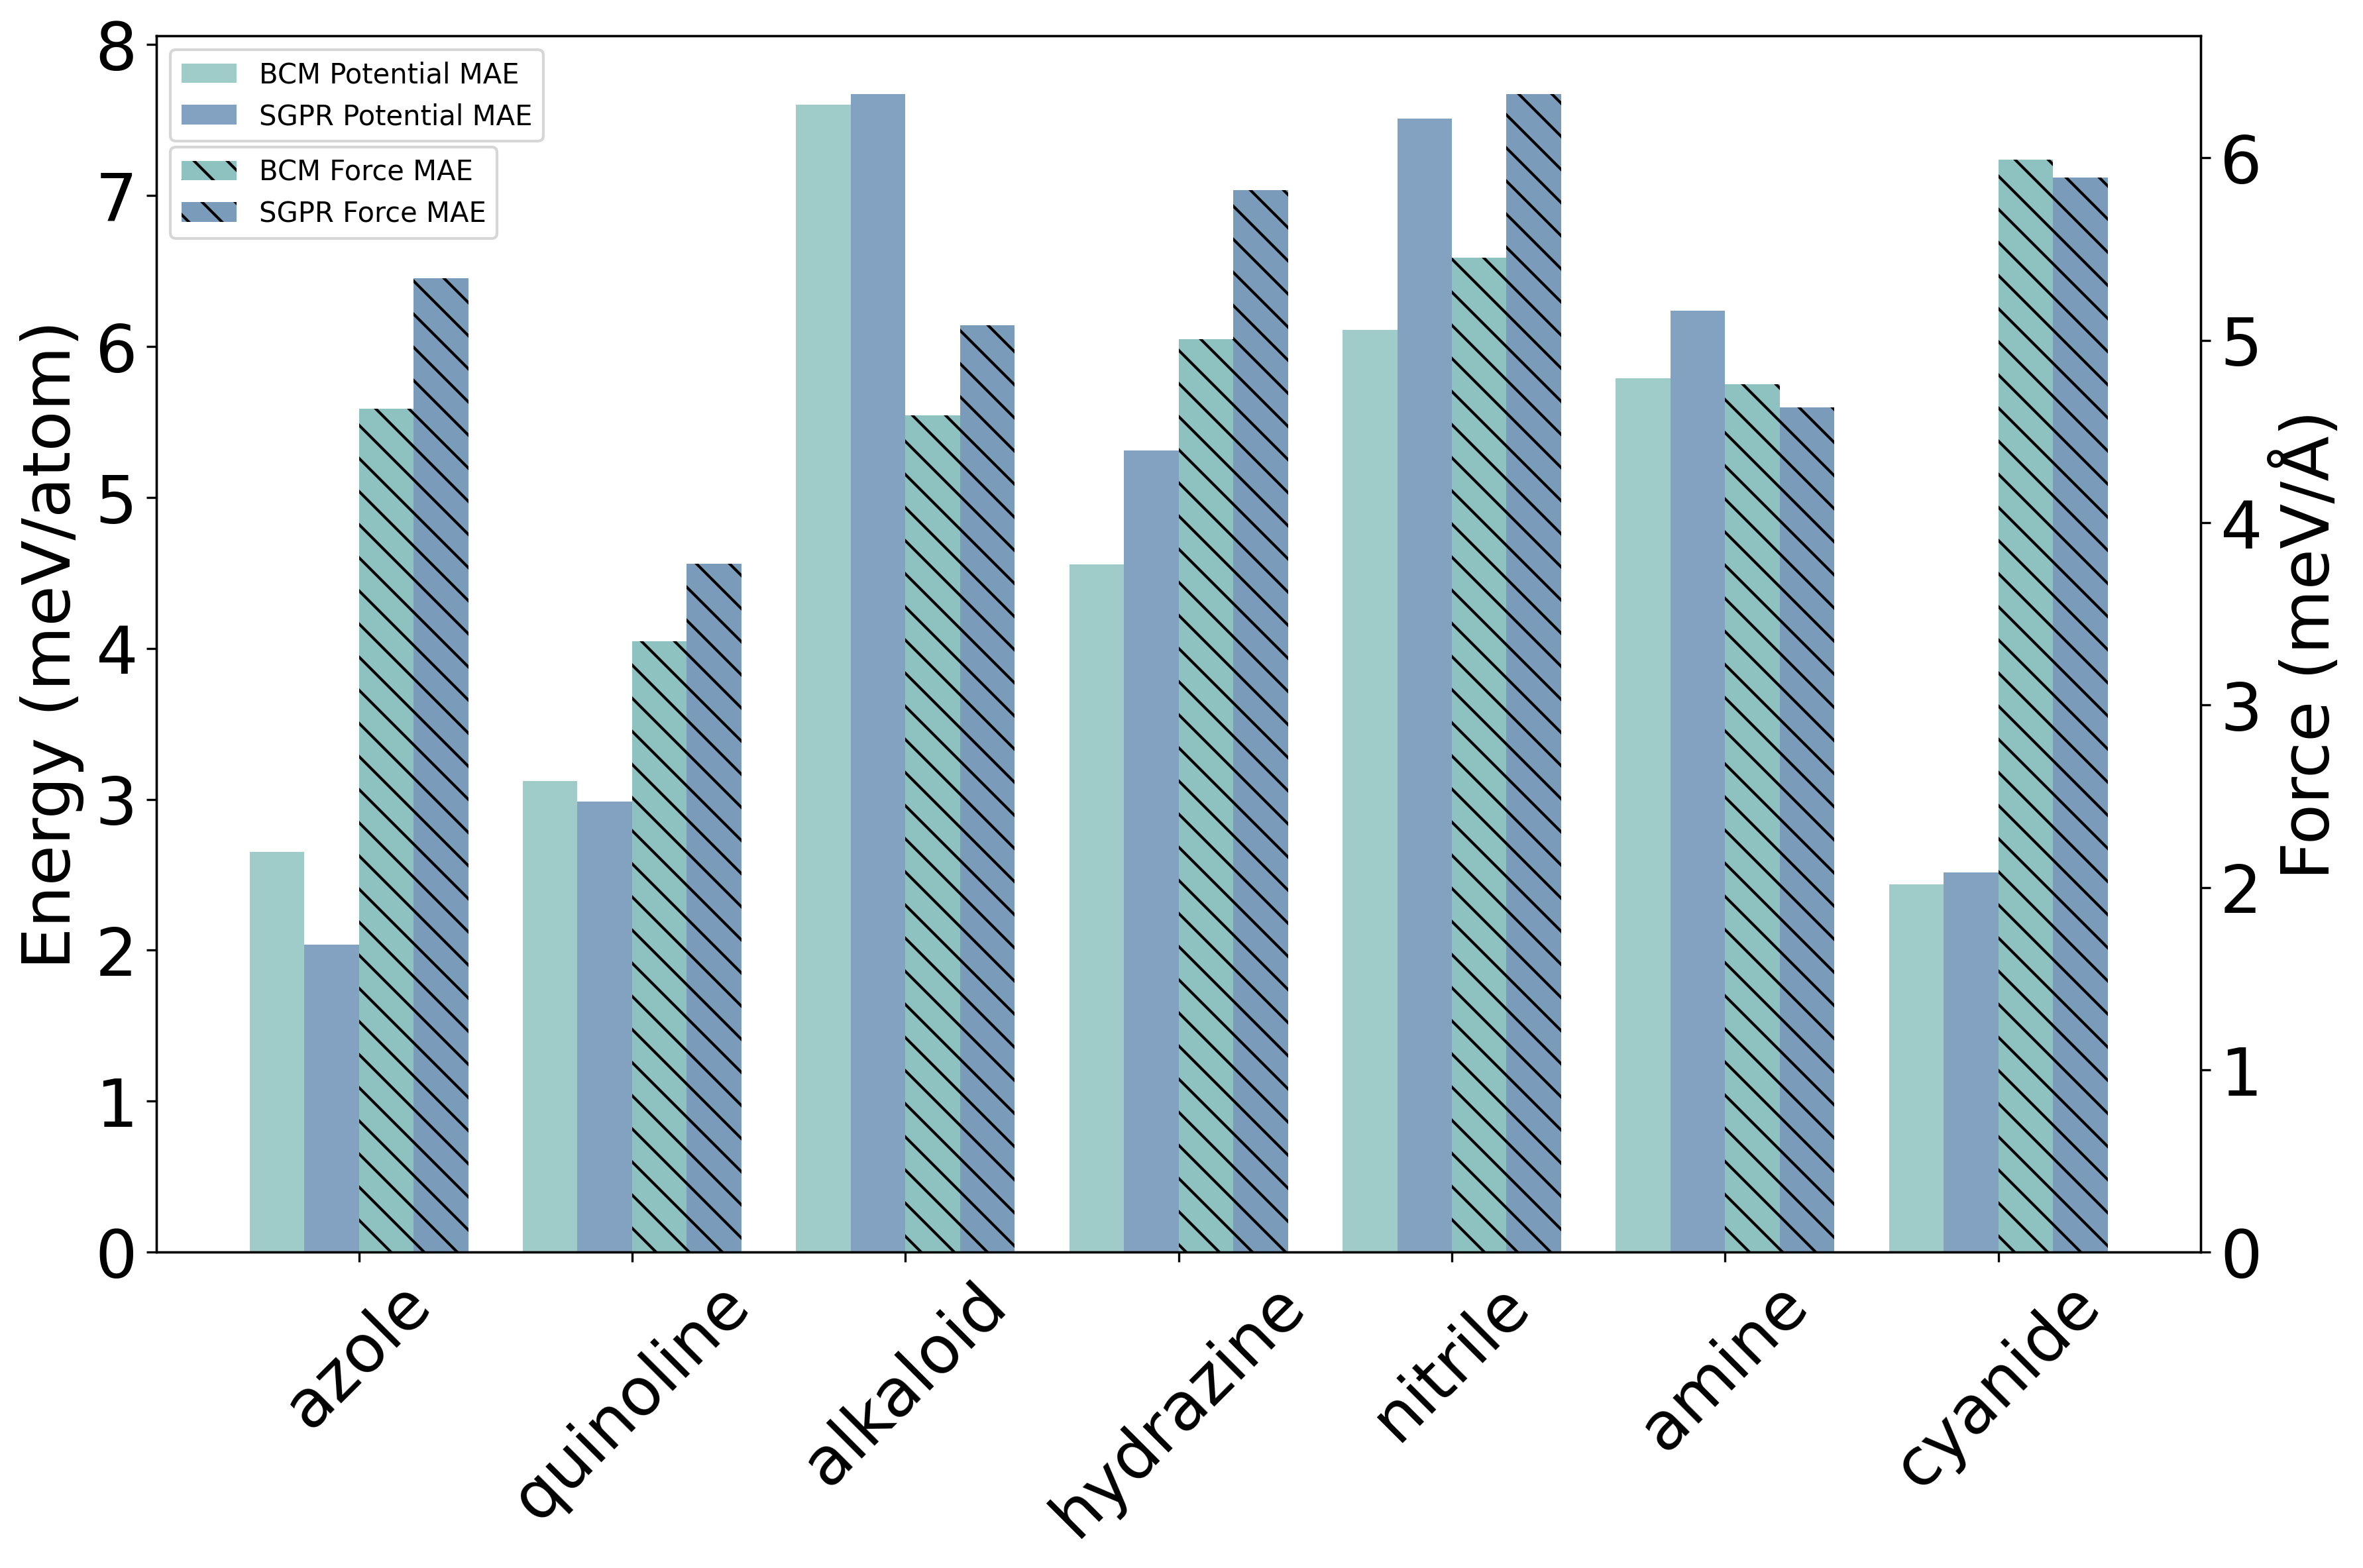 BCM Potential MAE
SGPR Potential MAE
BCM Force MAE
SGPR Force MAE
Energy (meV//atom)
8
7
6
5
4
3
2
1
0
Force (meV/Å)
6
5
4
3
2
1
0
azole
quinoline
alkaloid
hydrazine
nitrile
amine
cyanide